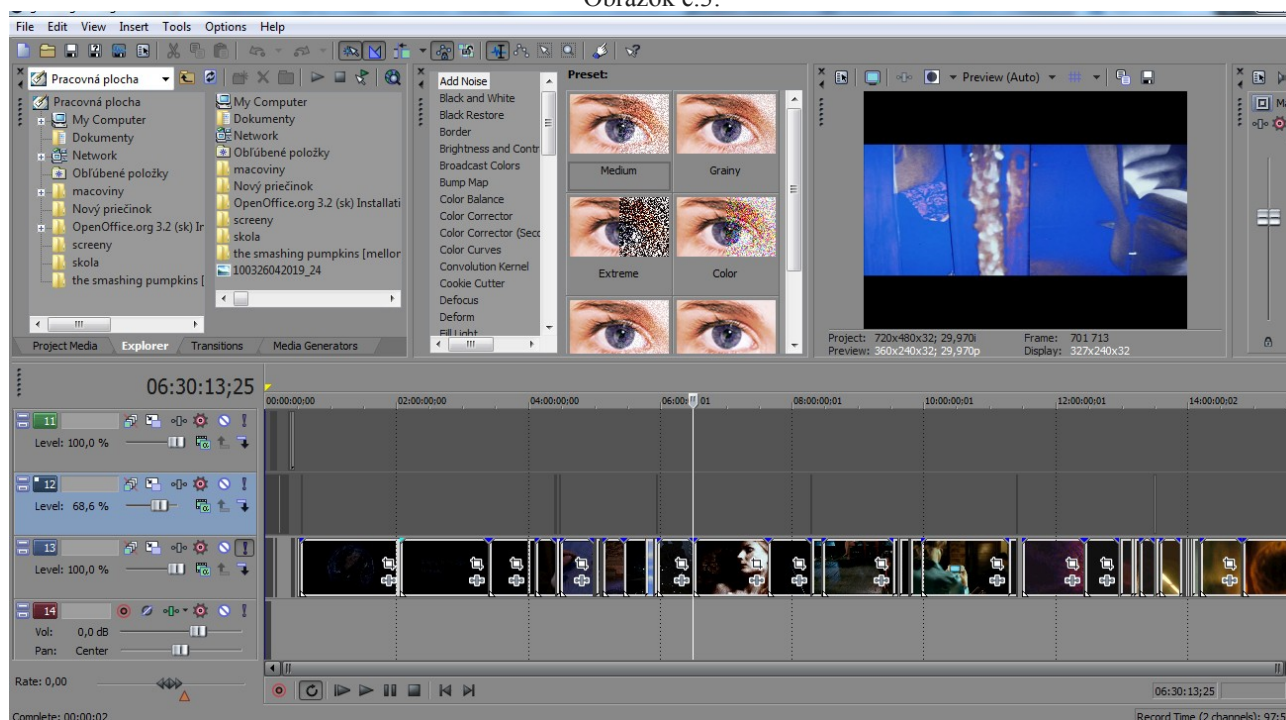 Obrázok č.3:
File Edit View Insert Tools Options Help
Pracovná plocha
Pracovná plocha
My Computer
Dokumenty
Network
Obľúbené položky
macoviny
Nový priečinok
OpenOffice.org 3.2 (sk) Ir
screeny
skola
the smashing pumpkins [
My Computer
Dokumenty
Network
Obľúbené položky
macoviny
Nový priečinok
OpenOffice.org 3.2 (sk) Installati
screeny
skola
the smashing pumpkins [mellor
100326042019_24
Project Media Explorer Transitions Media Generators
Add Noise
Black and White
Black Restore
Border
Brightness and Contr
Broadcast Colors
Bump Map
Color Balance
Color Corrector
Color Corrector (Secc
Color Curves
Convolution Kernel
Cookie Cutter
Defocus
Deform
Fill Light
Preset:
Medium Grainy
Extreme Color
Preview (Auto)
Project: 720x480x32; 29,970i Frame: 701 713
Preview: 360x240x32; 29,970p Display: 327x240x32
Ma
06:30:13;25
00:00:00;00 02:00:00;00 04:00:00;00 06:00: 01 08:00:00;01 10:00:00;01 12:00:00;01 14:00:00;02
11
Level: 100,0 %
12
Level: 68,6 %
13
Level: 100,0 %
14
Vol: 0,0 dB
Pan: Center
Rate: 0,00
06:30:13;25
Complete: 00:00:02
Record Time (2 channels): 97:5